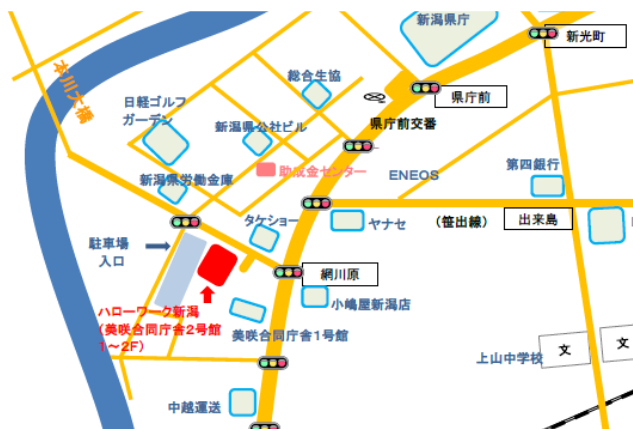 新潟県庁
新光町
本川大橋
総合生協
日軽ゴルフ
ガーデン
県庁前
新潟県公社ビル
県庁前交番
助成金センター
ENEOS
第四銀行
新潟県労働金庫
タケショー
ヤナセ
(笹出線)
出来島
駐車場
入口
網川原
ハローワーク新潟
(美咲合同庁舎2号館
1~2F)
小嶋屋新潟店
美咲合同庁舎1号館
上山中学校
文
文
中越運送